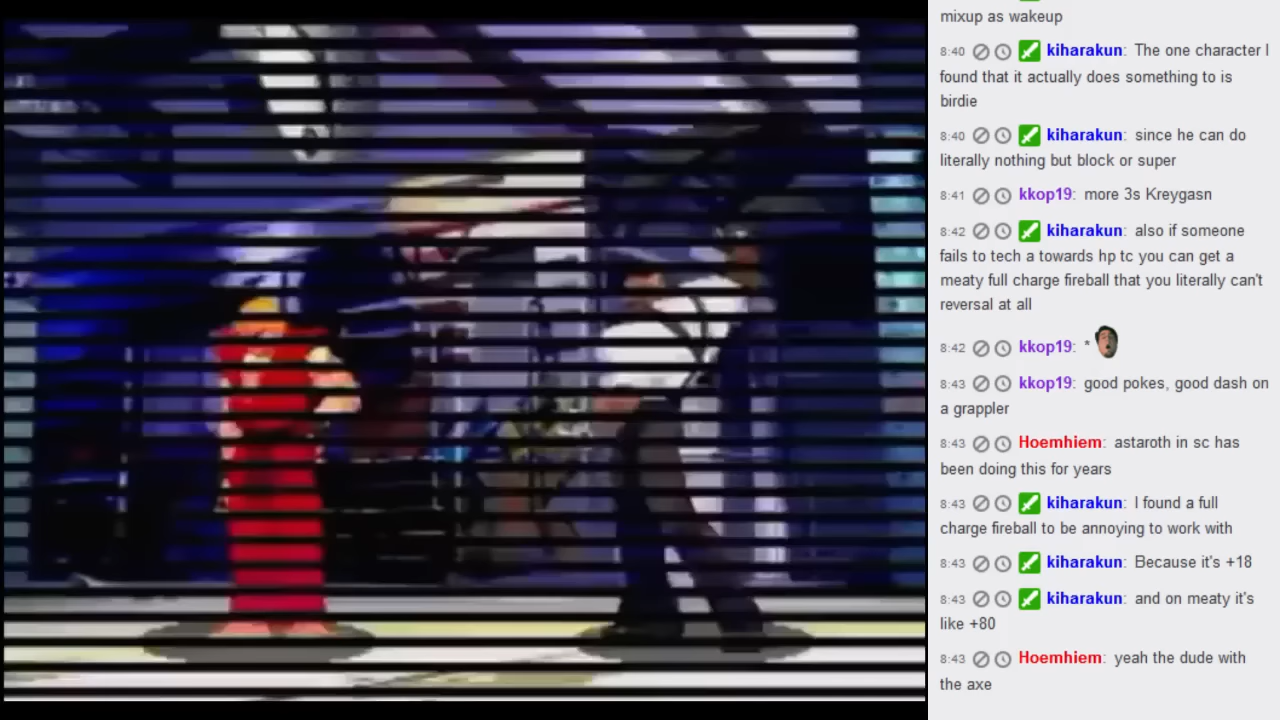 mixup as wakeup
8:40 kiharakun: The one character I
found that it actually does something to is
birdie
8:40 kiharakun: since he can do
literally nothing but block or super
8:41 kkop19: more 3s Kreygasn
8:42 kiharakun: also if someone
fails to tech a towards hp tc you can get a
meaty full charge fireball that you literally can't
reversal at all
8:42 kkop19: *
8:43 kkop19: good pokes, good dash on
a grappler
8:43 Hoemhiem: astaroth in sc has
been doing this for years
8:43 kiharakun: I found a full
charge fireball to be annoying to work with
8:43 kiharakun: Because it's +18
8:43 kiharakun: and on meaty it's
like +80
8:43 Hoemhiem: yeah the dude with
the axe